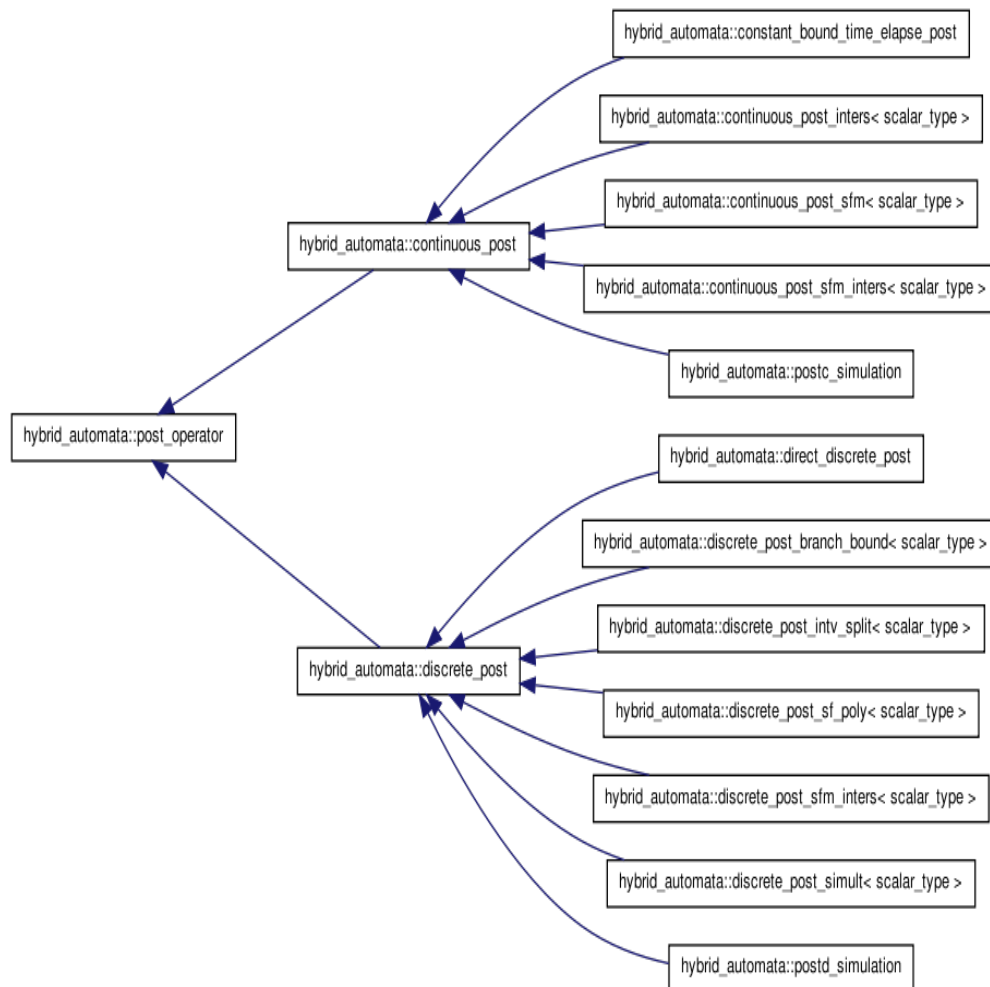 hybrid_automata::constant_bound_time_elapse_post
hybrid_automata::continuous_post_inters< scalar_type >
hybrid_automata::continuous_post_sfm< scalar_type >
hybrid_automata::continuous_post
hybrid_automata::continuous_post_sfm_inters< scalar_type >
hybrid_automata::postc_simulation
hybrid_automata::post_operator
hybrid_automata::direct_discrete_post
hybrid_automata::discrete_post_branch_bound< scalar_type >
hybrid_automata::discrete_post_intv_split< scalar_type >
hybrid_automata::discrete_post
hybrid_automata::discrete_post_sf_poly< scalar_type >
hybrid_automata::discrete_post_sfm_inters< scalar_type >
hybrid_automata::discrete_post_simult< scalar_type >
hybrid_automata::postd_simulation